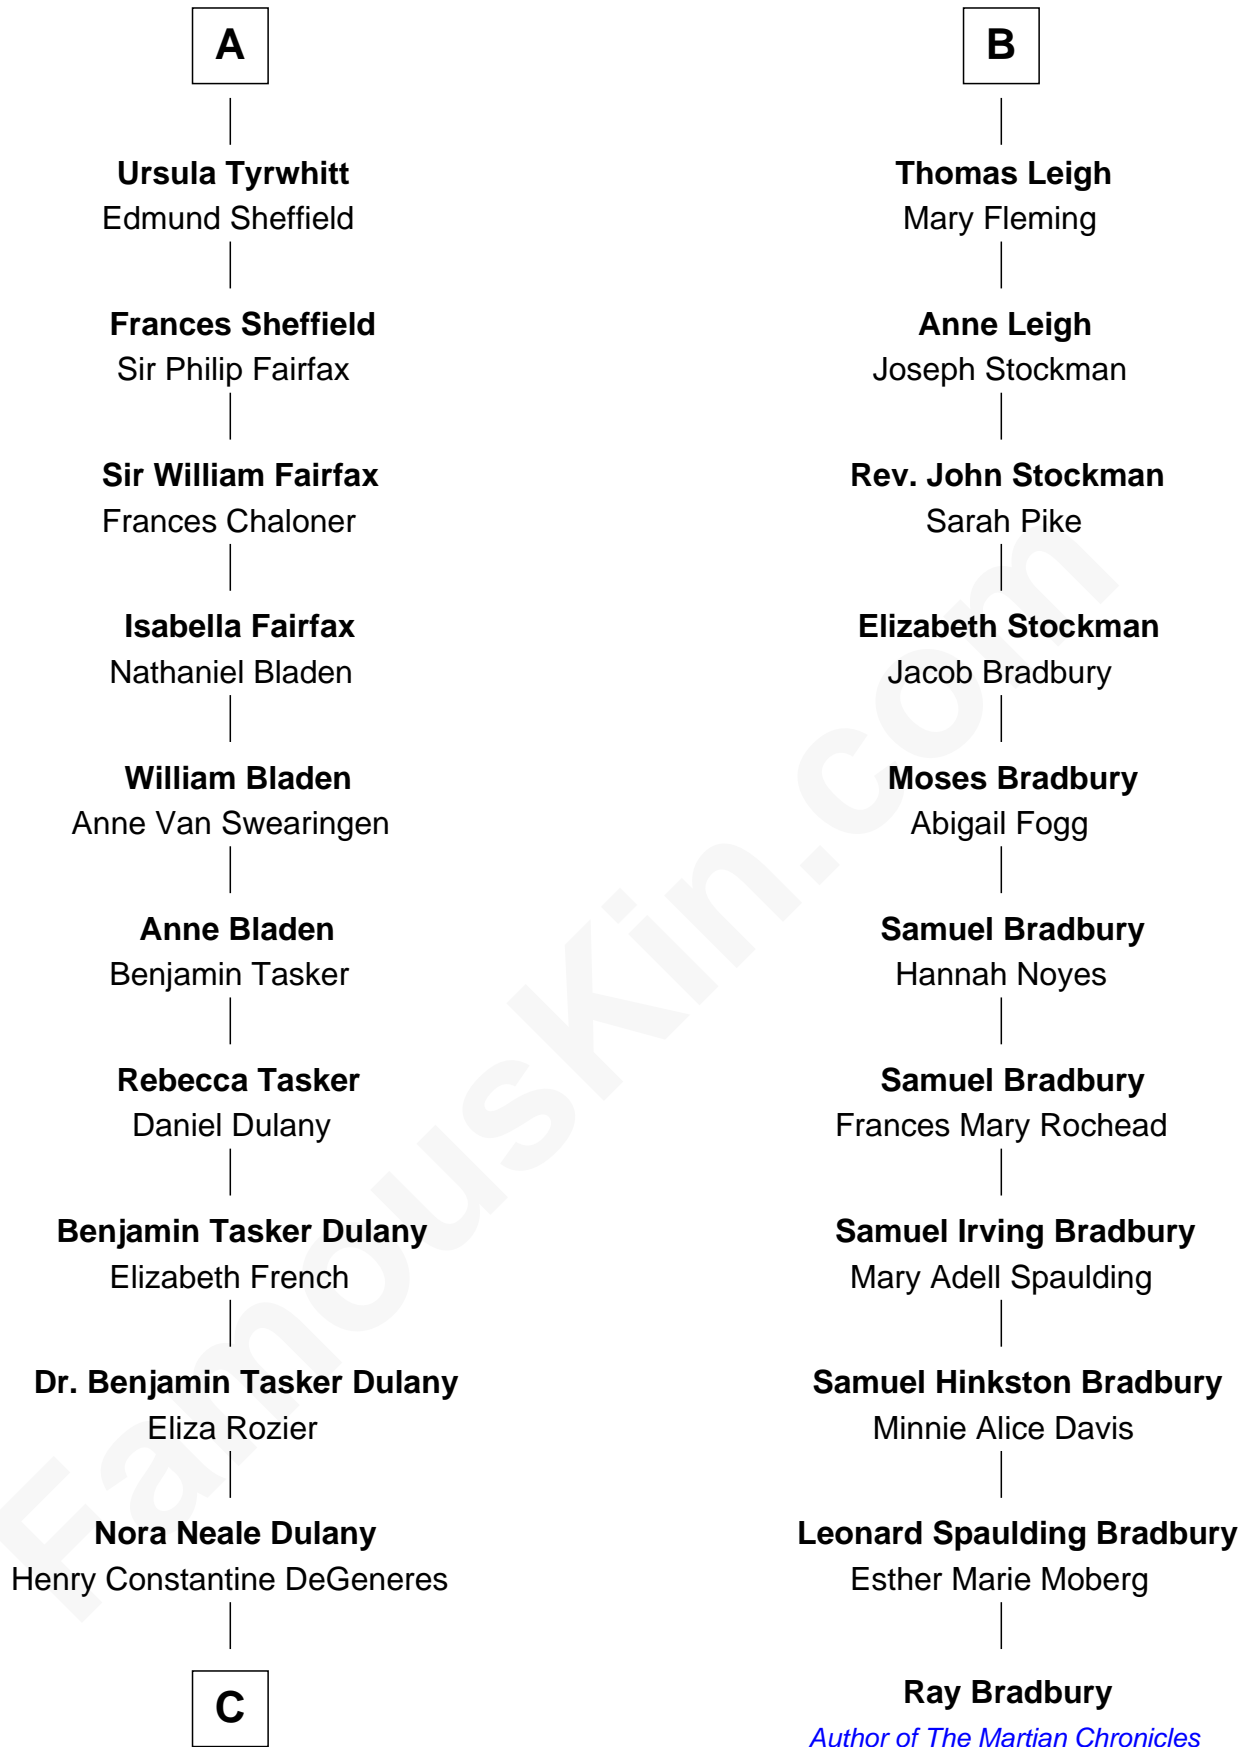 A
Ursula Tyrwhitt
Edmund Sheffield
Frances Sheffield
Sir Philip Fairfax
Sir William Fairfax
Frances Chaloner
Isabella Fairfax
Nathaniel Bladen
William Bladen
Anne Van Swearingen
Anne Bladen
Benjamin Tasker
Rebecca Tasker
Daniel Dulany
Benjamin Tasker Dulany
Elizabeth French
Dr. Benjamin Tasker Dulany
Eliza Rozier
Nora Neale Dulany
Henry Constantine DeGeneres
C
B
Thomas Leigh
Mary Fleming
Anne Leigh
Joseph Stockman
Rev. John Stockman
Sarah Pike
Elizabeth Stockman
Jacob Bradbury
Moses Bradbury
Abigail Fogg
Samuel Bradbury
Hannah Noyes
Samuel Bradbury
Frances Mary Rochead
Samuel Irving Bradbury
Mary Adell Spaulding
Samuel Hinkston Bradbury
Minnie Alice Davis
Leonard Spaulding Bradbury
Esther Marie Moberg
Ray Bradbury
Author of The Martian Chronicles
FamousKin.com